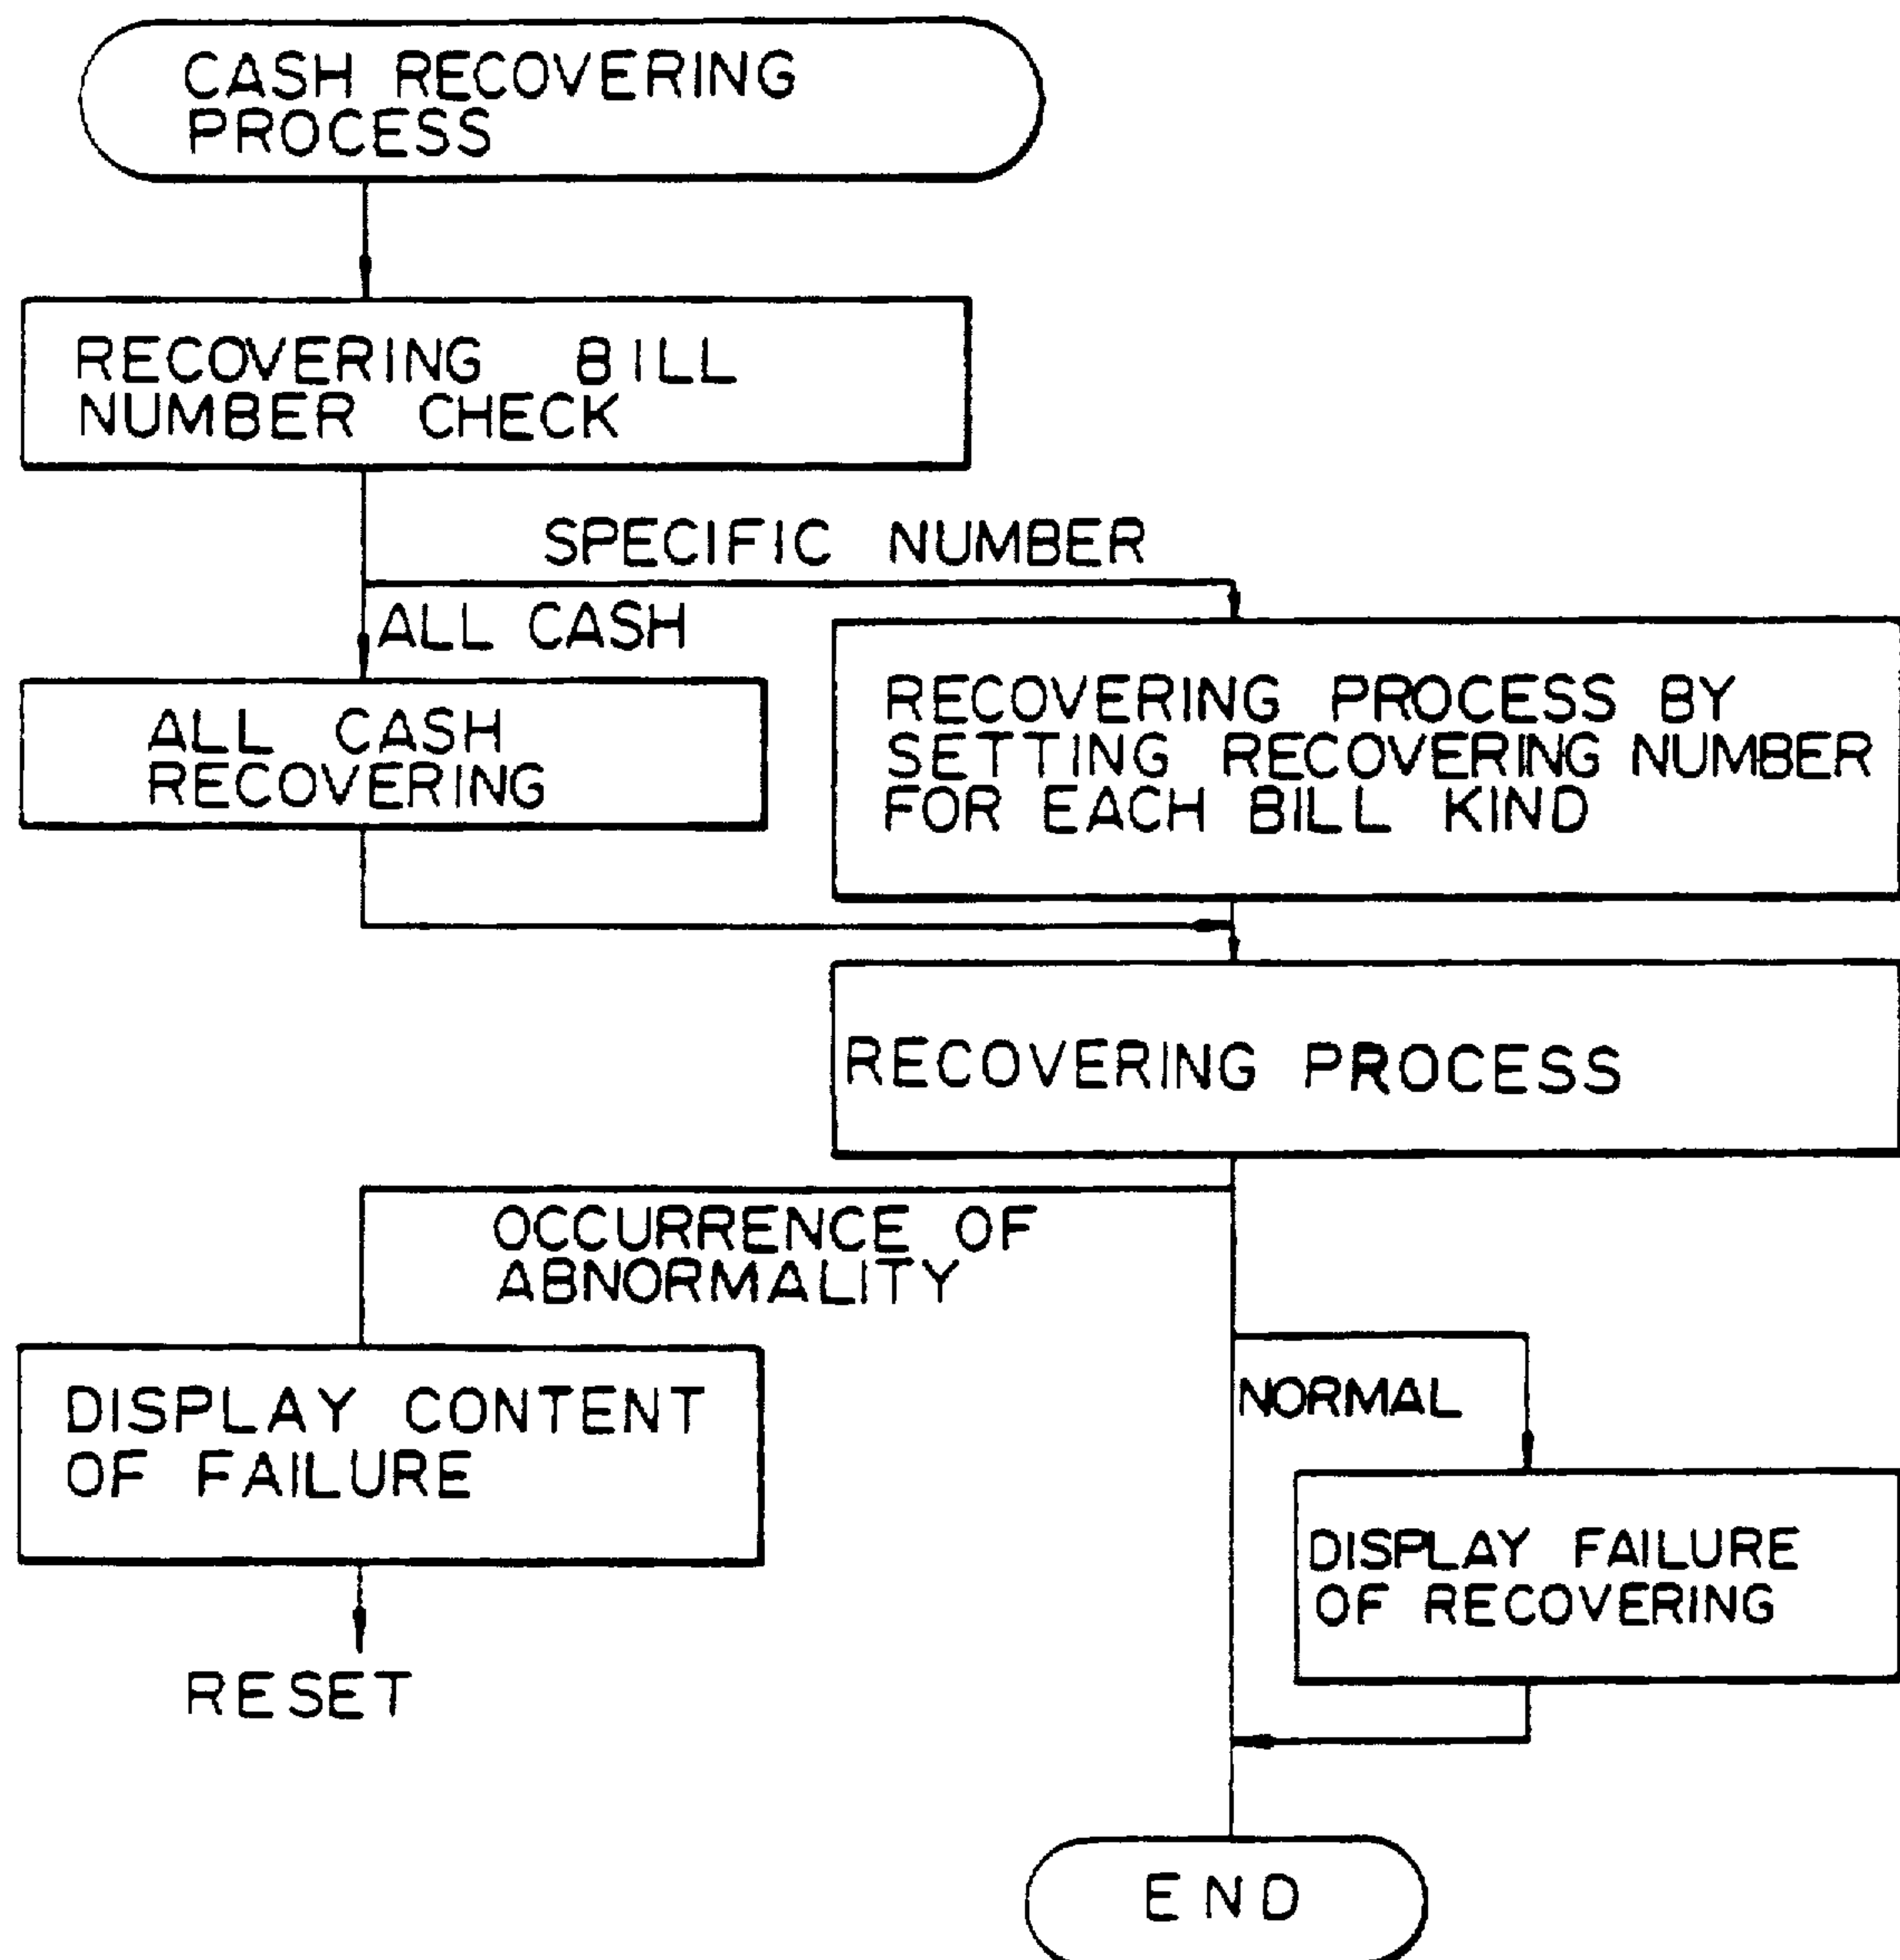 CASH RECOVERING
PROCESS
RECOVERING BILL
NUMBER CHECK
SPECIFIC NUMBER
ALL CASH
ALL CASH
RECOVERING
RECOVERING PROCESS BY
SETTING RECOVERING NUMBER
FOR EACH BILL KIND
RECOVERING PROCESS
OCCURRENCE OF
ABNORMALITY
NORMAL
DISPLAY CONTENT
OF FAILURE
DISPLAY FAILURE
OF RECOVERING
RESET
END